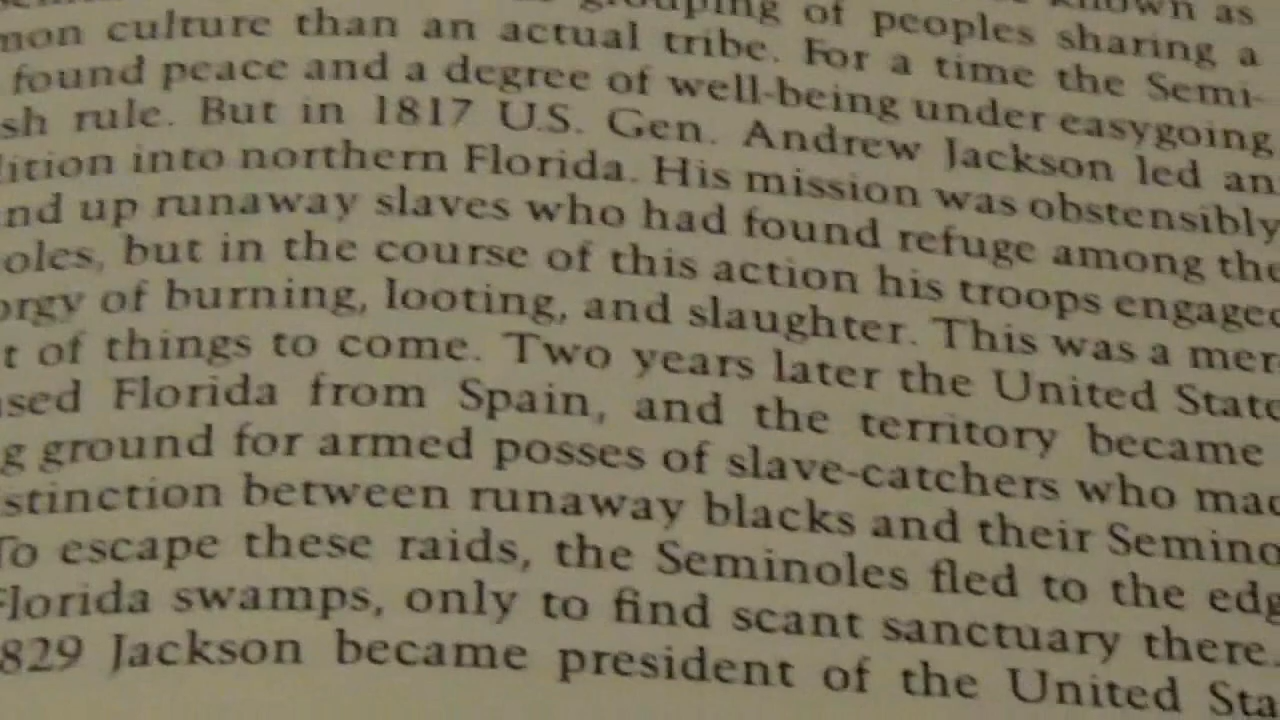 grouping of peoples sharing a
mon culture than an actual tribe. For a time the Semi-
found peace and a degree of well-being under easygoing
sh rule. But in 1817 U.S. Gen. Andrew Jackson led an
lition into northern Florida. His mission was obstensibly
nd up runaway slaves who had found refuge among the
oles, but in the course of this action his troops engaged
orgy of burning, looting, and slaughter. This was a mer
t of things to come. Two years later the United State
sed Florida from Spain, and the territory became
g ground for armed posses of slave-catchers who mad
stinction between runaway blacks and their Semino
To escape these raids, the Seminoles fled to the edg
Florida swamps, only to find scant sanctuary there.
829 Jackson became president of the United Sta